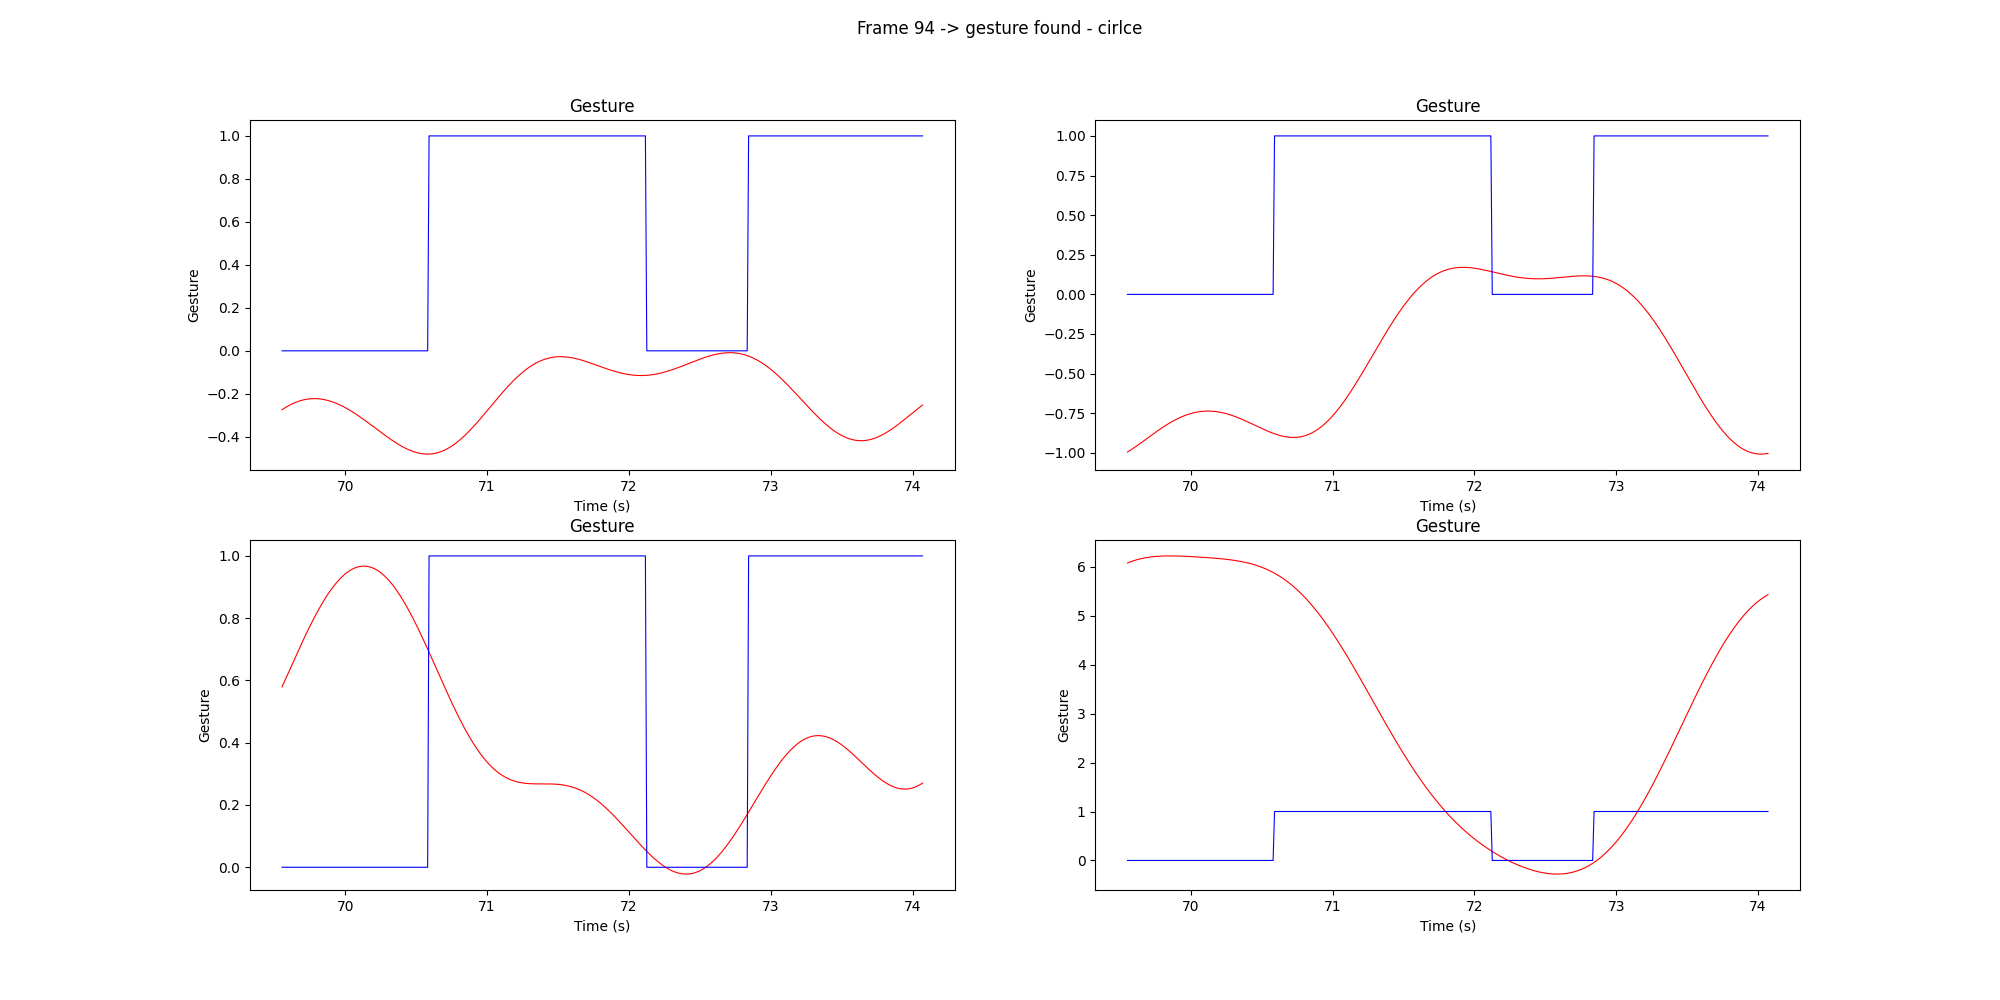 Frame 94 -> gesture found - cirlce
Gesture
Gesture
1.0
0.8
0.6
0.4
0.2
0.0
−0.2
−0.4
70 71 72 73 74
Time (s)
Gesture
Gesture
1.00
0.75
0.50
0.25
0.00
−0.25
−0.50
−0.75
−1.00
70 71 72 73 74
Time (s)
Gesture
Gesture
1.0
0.8
0.6
0.4
0.2
0.0
70 71 72 73 74
Time (s)
Gesture
Gesture
6
5
4
3
2
1
0
70 71 72 73 74
Time (s)